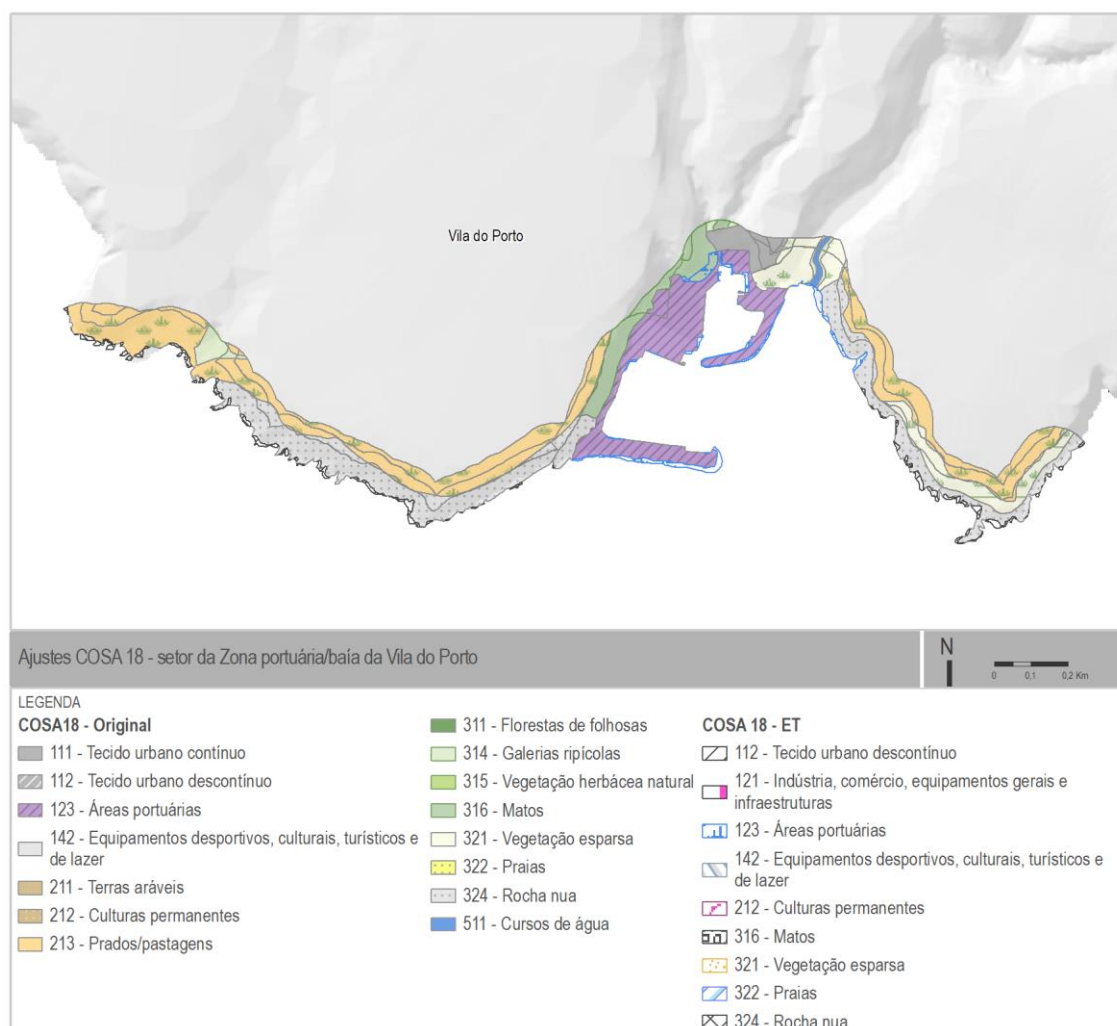 Vila do Porto
Ajustes COSA 18 - setor da Zona portuária/baía da Vila do Porto
N
0 0,1 0,2 Km
LEGENDA
COSA18 - Original
111 - Tecido urbano contínuo
112 - Tecido urbano descontínuo
123 - Áreas portuárias
142 - Equipamentos desportivos, culturais, turísticos e
de lazer
211 - Terras aráveis
212 - Culturas permanentes
213 - Prados/pastagens
311 - Florestas de folhosas
314 - Galerias ripícolas
315 - Vegetação herbácea natural
316 - Matos
321 - Vegetação esparsa
322 - Praias
324 - Rocha nua
511 - Cursos de água
COSA 18 - ET
112 - Tecido urbano descontínuo
121 - Indústria, comércio, equipamentos gerais e
infraestruturas
123 - Áreas portuárias
142 - Equipamentos desportivos, culturais, turísticos e
de lazer
212 - Culturas permanentes
316 - Matos
321 - Vegetação esparsa
322 - Praias
324 - Rocha nua